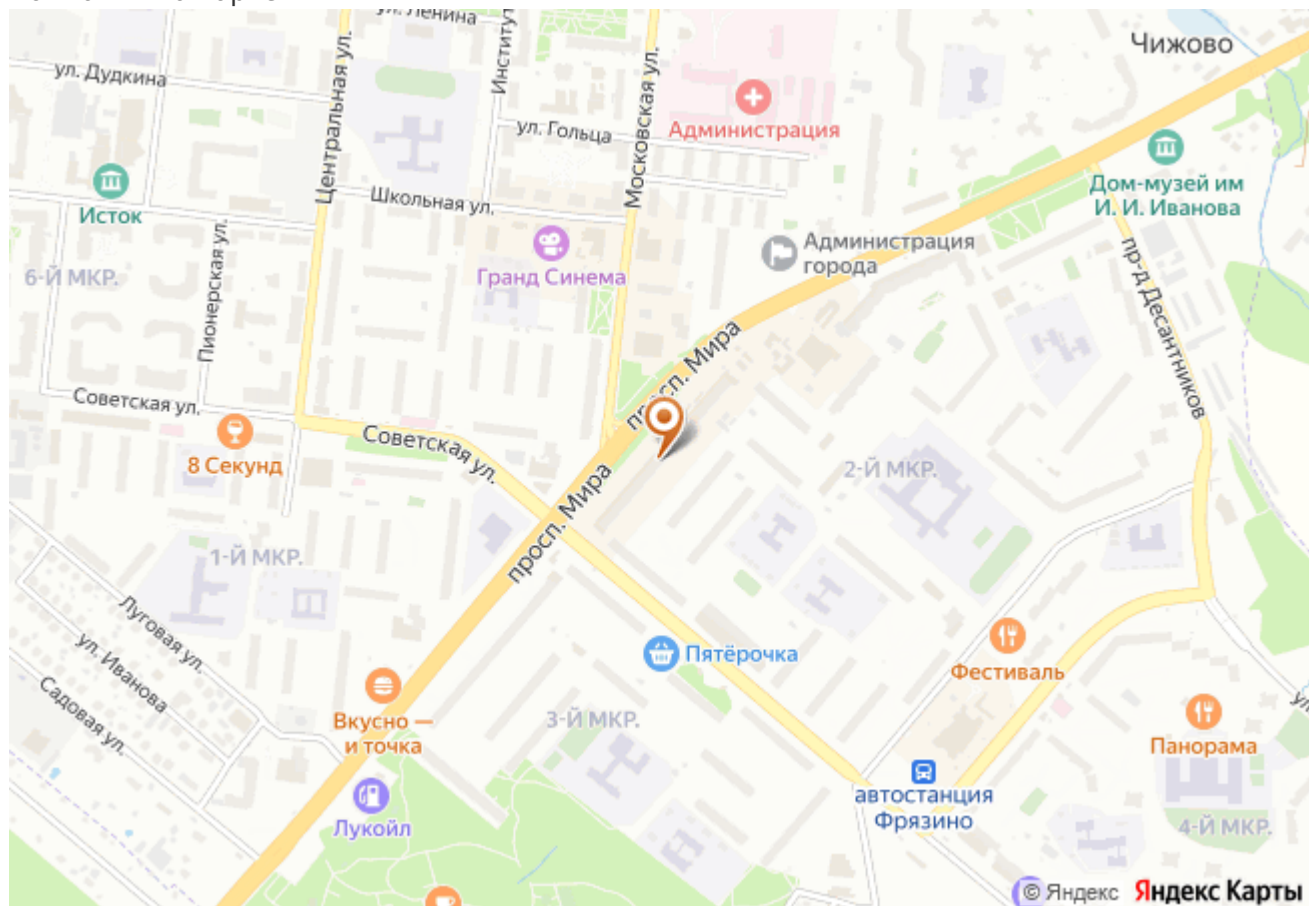 ул. Ленина
Чижово
ул. Дудкина
Институт
Центральная ул.
Московская ул.
ул. Гольца
Администрация
Исток
Школьная ул.
Дом-музей им
И. И. Иванова
Гранд Синема
Администрация
города
6-Й МКР.
Пионерская ул.
пр-д Десантников
просп. Мира
Советская ул.
8 Секунд
Советская ул.
2-Й МКР.
просп. Мира
1-Й МКР.
Луговая ул.
ул. Иванова
Садовая ул.
Пятёрочка
Фестиваль
Вкусно —
и точка
3-Й МКР.
Панорама
Лукойл
автостанция
Фрязино
4-Й МКР.
© Яндекс Яндекс Карты